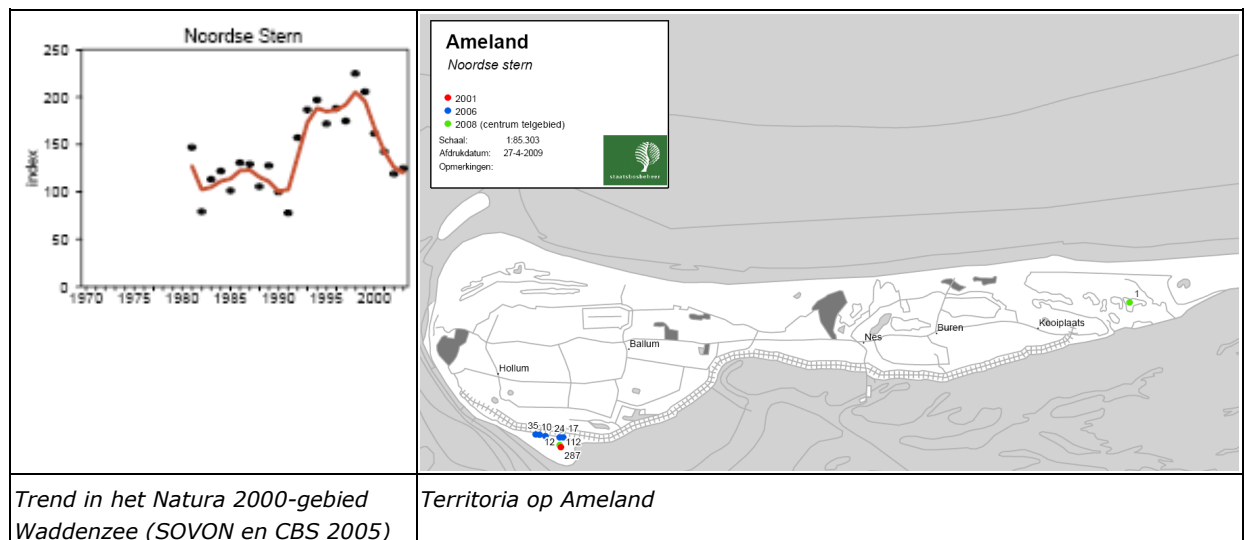 Noordse Stern
250
200
150
100
50
0
index
1970 1975 1980 1985 1990 1995 2000
Ameland
Noordse stern
2001
2006
2008 (centrum telgebied)
Schaal: 1:85.303
Afdrukdatum: 27-4-2009
Opmerkingen:
staatsbosbeheer
1
Kooiplaats
Buren
Nes
Ballum
Hollum
35 10 24 17
12 112
287
Trend in het Natura 2000-gebied
Waddenzee (SOVON en CBS 2005)
Territoria op Ameland